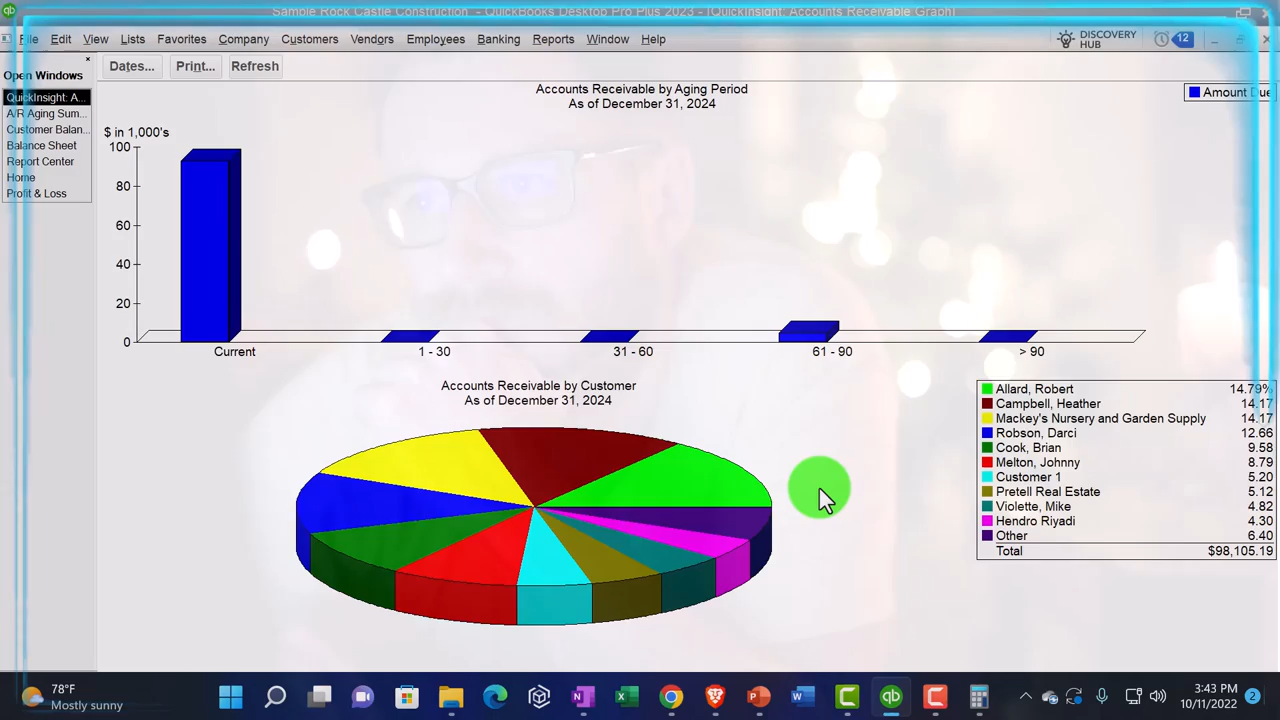 Sample Rock Castle Construction - QuickBooks Desktop Pro Plus 2023 - [QuickInsight: Accounts Receivable Graph]
File Edit View Lists Favorites Company Customers Vendors Employees Banking Reports Window Help
DISCOVERY
HUB
12
Open Windows
Dates... Print... Refresh
QuickInsight: A...
A/R Aging Sum...
Customer Balan...
Balance Sheet
Report Center
Home
Profit & Loss
Accounts Receivable by Aging Period
As of December 31, 2024
Amount Due
$ in 1,000's
100
80
60
40
20
0
Current 1 - 30 31 - 60 61 - 90 > 90
Accounts Receivable by Customer
As of December 31, 2024
Allard, Robert 14.79%
Campbell, Heather 14.17
Mackey's Nursery and Garden Supply 14.17
Robson, Darci 12.66
Cook, Brian 9.58
Melton, Johnny 8.79
Customer 1 5.20
Pretell Real Estate 5.12
Violette, Mike 4.82
Hendro Riyadi 4.30
Other 6.40
Total $98,105.19
78°F
Mostly sunny
3:43 PM
10/11/2022
2